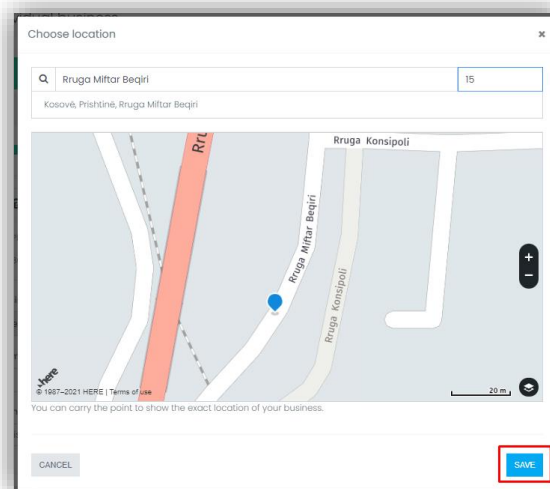 Choose location
Rruga Miftar Beqiri
15
Kosovë, Prishtinë, Rruga Miftar Beqiri
Rru
Rruga Konsipoli
Rruga Miftar Beqiri
Rruga Konsipoli
+
−
here
© 1987–2021 HERE | Terms of use
20 m
You can carry the point to show the exact location of your business.
CANCEL
SAVE